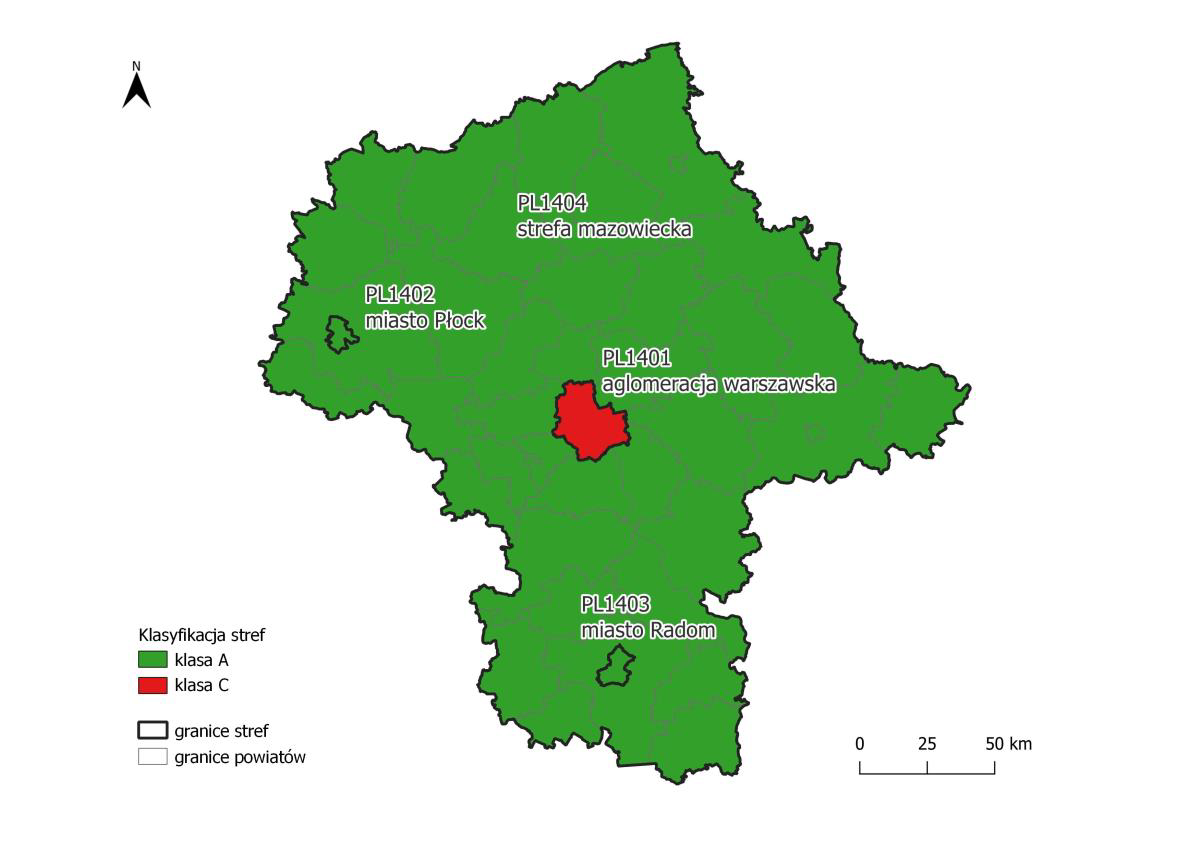 N
PL1404
strefa mazowiecka
PL1402
miasto Płock
PL1401
aglomeracja warszawska
PL1403
miasto Radom
Klasyfikacja stref
klasa A
klasa C
granice stref
granice powiatów
0 25 50 km